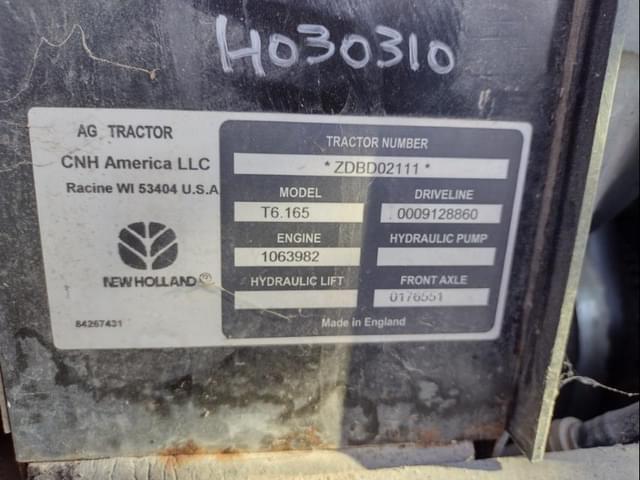 H030310
AG TRACTOR
CNH America LLC
Racine WI 53404 U.S.A
NEW HOLLAND
84267431
TRACTOR NUMBER
*ZDBD02111*
MODEL
T6.165
DRIVELINE
0009128860
ENGINE
1063982
HYDRAULIC PUMP
HYDRAULIC LIFT
FRONT AXLE
0176551
Made in England